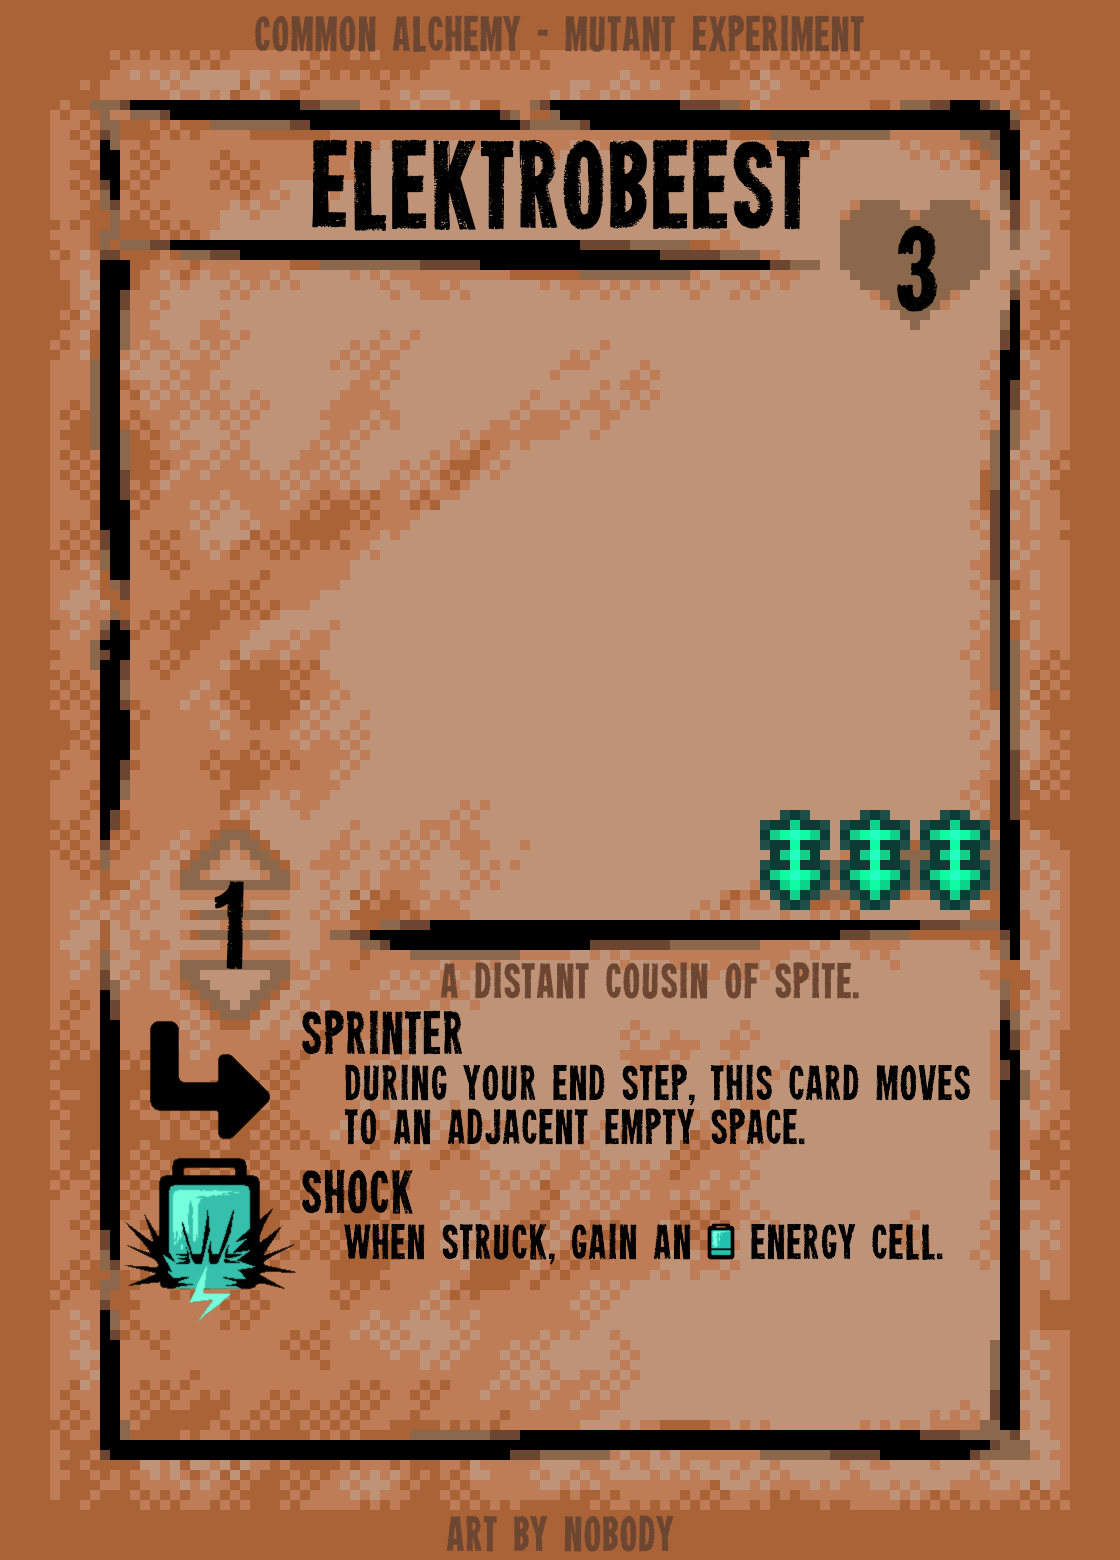 COMMON ALCHEMY - MUTANT EXPERIMENT
ELEKTROBEEST
3
1
A DISTANT COUSIN OF SPITE.
SPRINTER
DURING YOUR END STEP, THIS CARD MOVES
TO AN ADJACENT EMPTY SPACE.
SHOCK
WHEN STRUCK, GAIN AN ENERGY CELL.
ART BY NOBODY